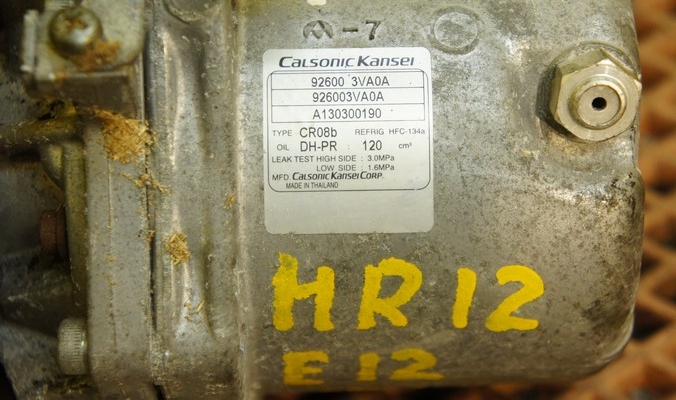 A-7
CALSONIC KANSEI
92600 3VA0A
926003VA0A
A130300190
TYPE CR08b REFRIG HFC-134a
OIL DH-PR : 120 cm³
LEAK TEST HIGH SIDE : 3.0MPa
LOW SIDE : 1.6MPa
MFD. CALSONIC KANSEI CORP.
MADE IN THAILAND
HR12
E12